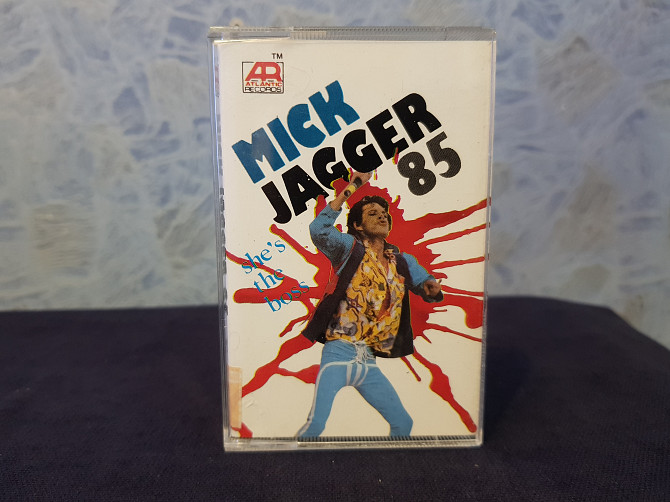 TM
AR
ATLANTIC
RECORDS
MICK
JAGGER
'85
she's
the
boss